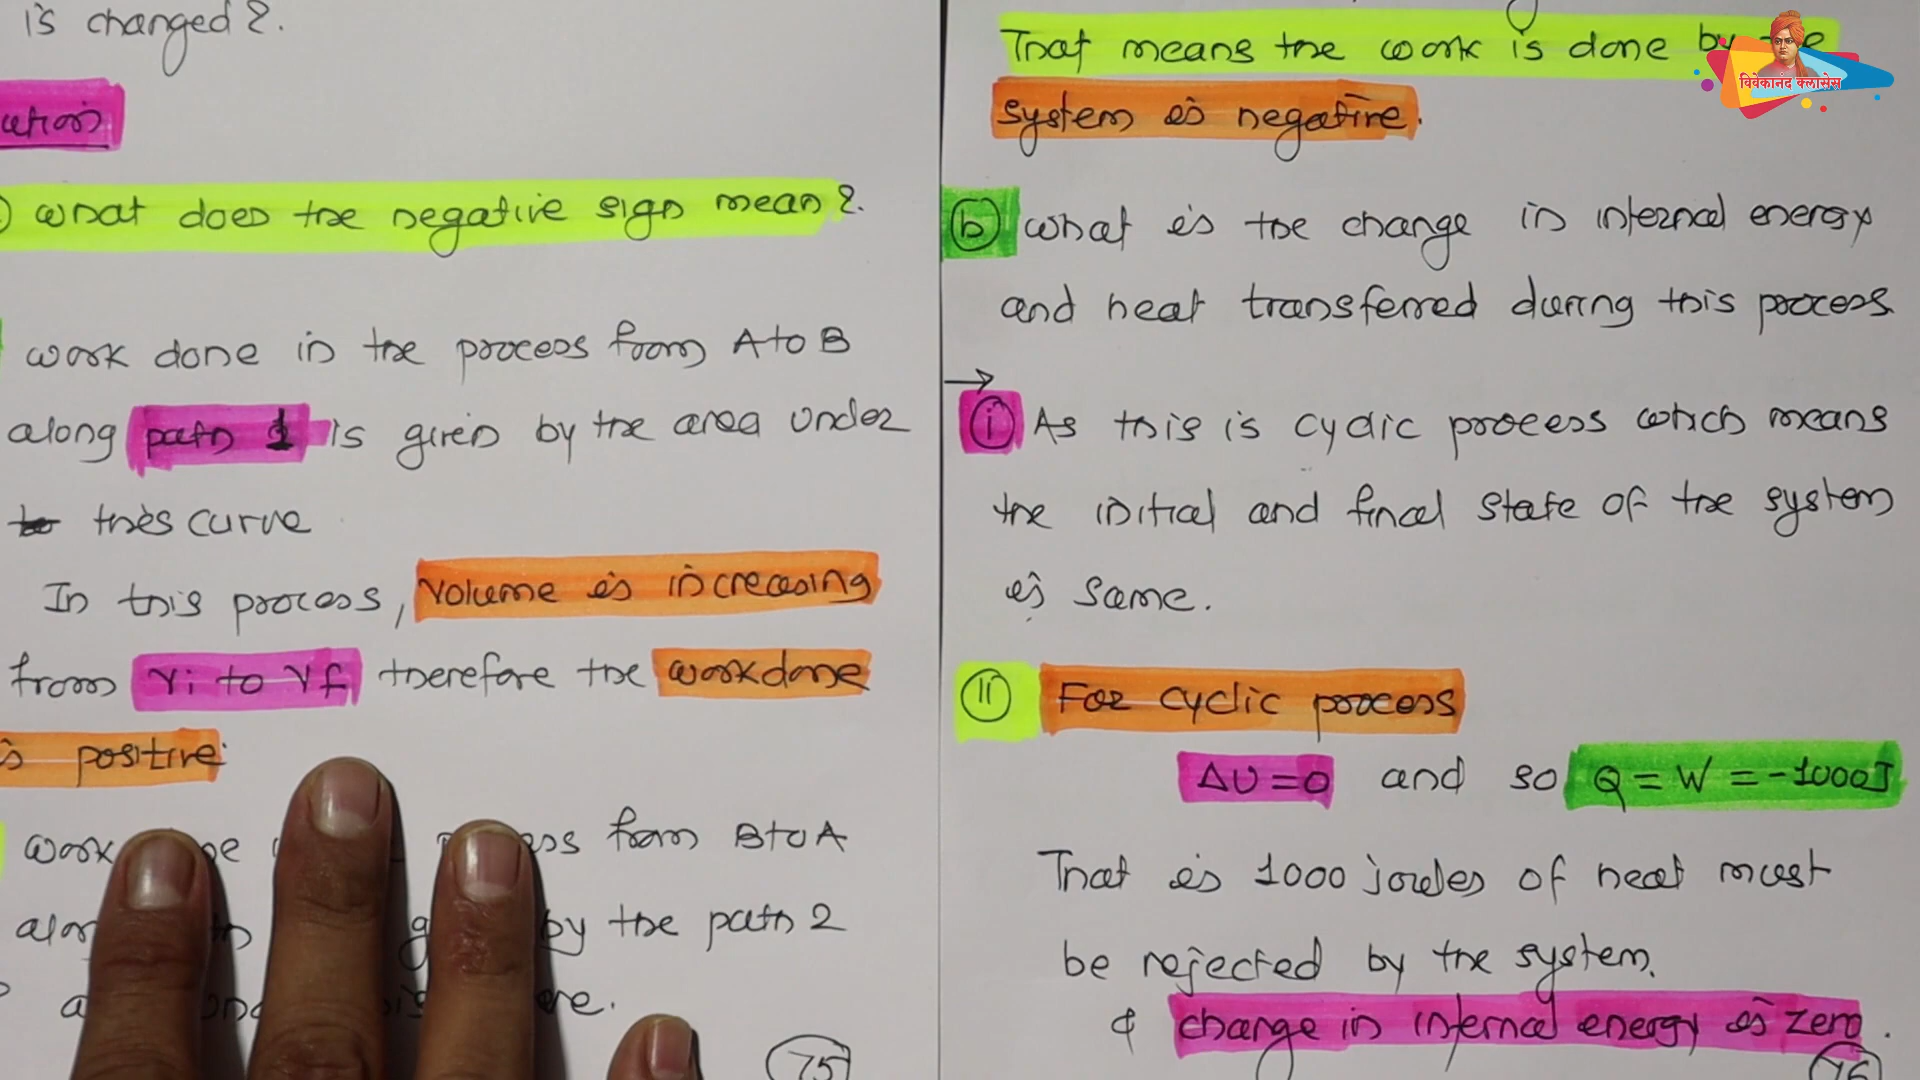 is changed?.
ution
what does the negative sign mean?.
work done in the process from A to B
along path 1 is given by the area under
this curve
In this process, volume is increasing
from Vi to Vf therefore the workdone
is positive.
work from B to A
by the path 2
75
That means the work is done by
system is negative.
b what is the change in internal energy
and heat transferred during this process.
→
i As this is cyclic process which means
the initial and final state of the system
is same.
II For cyclic process
ΔU=0 and so Q = W = -1000J
That is 1000 joules of heat must
be rejected by the system.
& change in internal energy is zero.
76
विवेकानंद क्लासेस